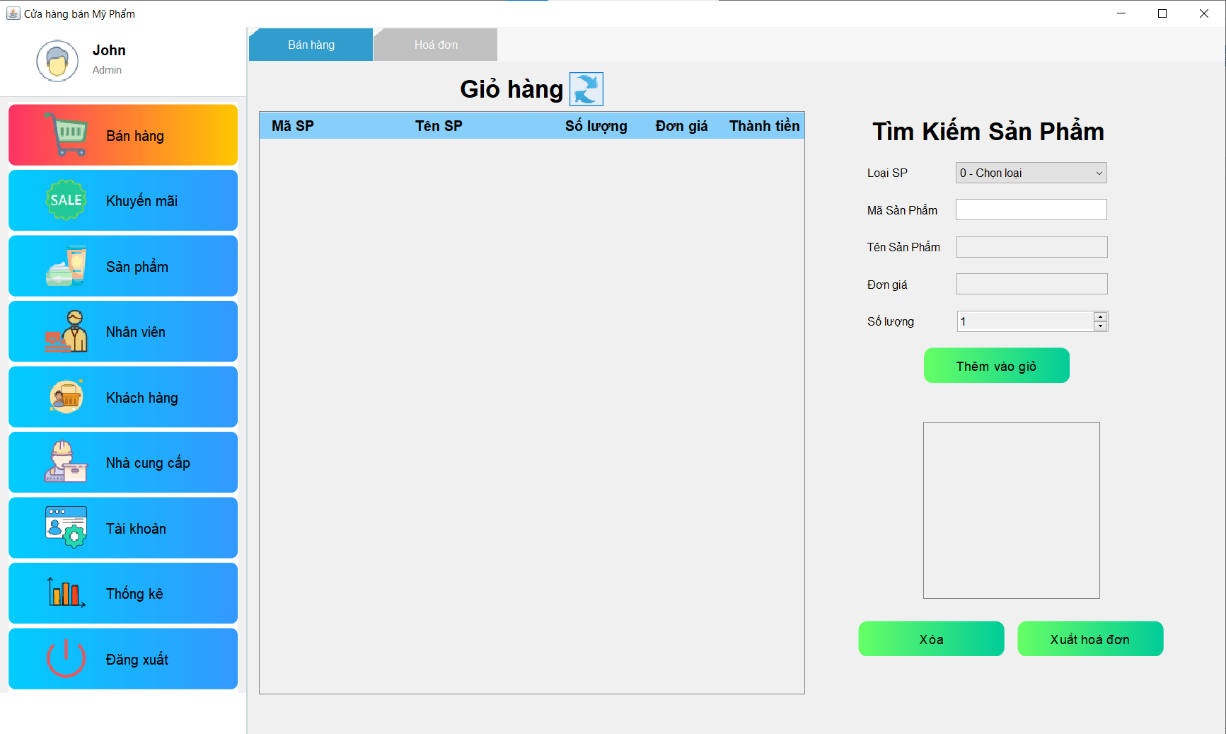 Cửa hàng bán Mỹ Phẩm
John
Admin
Bán hàng
SALE
Khuyến mãi
Sản phẩm
Nhân viên
Khách hàng
Nhà cung cấp
Tài khoản
Thống kê
Đăng xuất
Bán hàng
Hoá đơn
Giỏ hàng
Mã SP Tên SP Số lượng Đơn giá Thành tiền
Tìm Kiếm Sản Phẩm
Loại SP 0 - Chọn loại
Mã Sản Phẩm
Tên Sản Phẩm
Đơn giá
Số lượng 1
Thêm vào giỏ
Xóa
Xuất hoá đơn